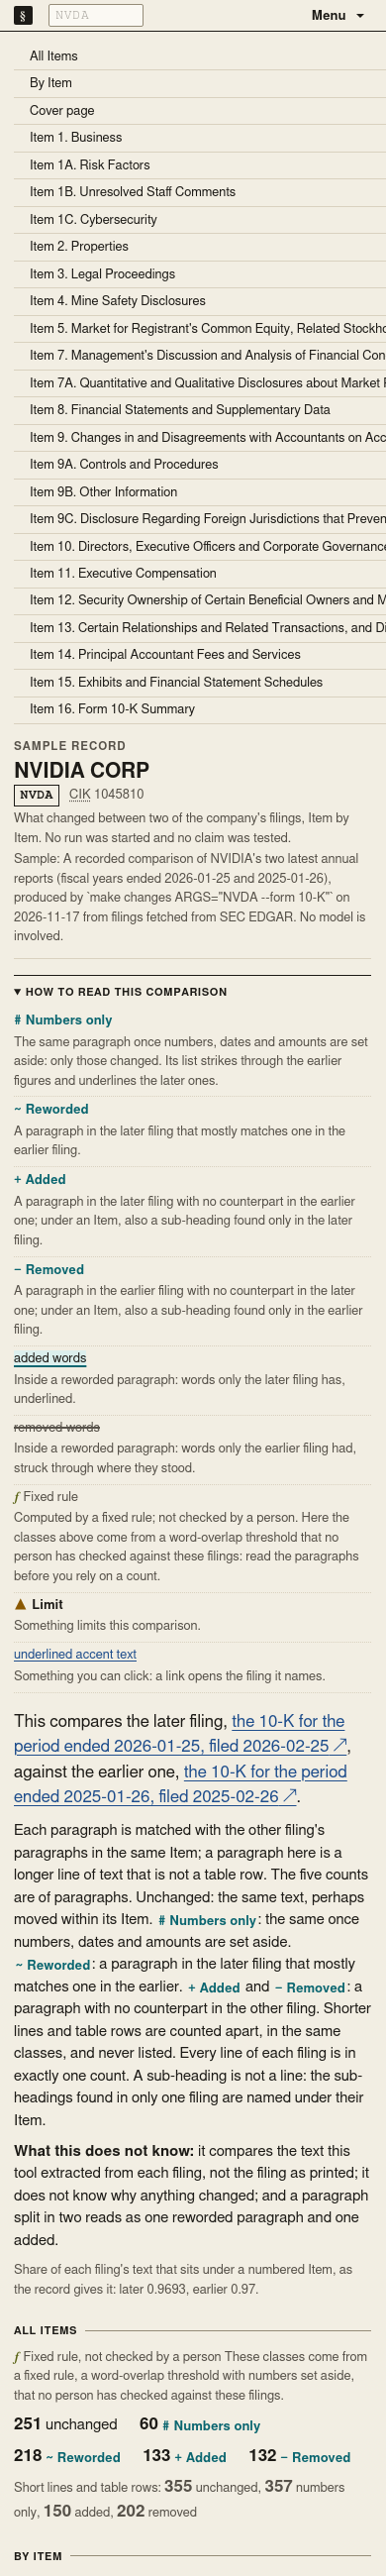 § NVDA Menu
All Items
By Item
Cover page
Item 1. Business
Item 1A. Risk Factors
Item 1B. Unresolved Staff Comments
Item 1C. Cybersecurity
Item 2. Properties
Item 3. Legal Proceedings
Item 4. Mine Safety Disclosures
Item 5. Market for Registrant's Common Equity, Related Stockho
Item 7. Management's Discussion and Analysis of Financial Con
Item 7A. Quantitative and Qualitative Disclosures about Market
Item 8. Financial Statements and Supplementary Data
Item 9. Changes in and Disagreements with Accountants on Acc
Item 9A. Controls and Procedures
Item 9B. Other Information
Item 9C. Disclosure Regarding Foreign Jurisdictions that Preven
Item 10. Directors, Executive Officers and Corporate Governance
Item 11. Executive Compensation
Item 12. Security Ownership of Certain Beneficial Owners and M
Item 13. Certain Relationships and Related Transactions, and Di
Item 14. Principal Accountant Fees and Services
Item 15. Exhibits and Financial Statement Schedules
Item 16. Form 10-K Summary
SAMPLE RECORD
NVIDIA CORP
NVDA CIK 1045810
What changed between two of the company's filings, Item by
Item. No run was started and no claim was tested.
Sample: A recorded comparison of NVIDIA's two latest annual
reports (fiscal years ended 2026-01-25 and 2025-01-26),
produced by `make changes ARGS="NVDA --form 10-K"` on
2026-11-17 from filings fetched from SEC EDGAR. No model is
involved.
▼ HOW TO READ THIS COMPARISON
# Numbers only
The same paragraph once numbers, dates and amounts are set
aside: only those changed. Its list strikes through the earlier
figures and underlines the later ones.
~ Reworded
A paragraph in the later filing that mostly matches one in the
earlier filing.
+ Added
A paragraph in the later filing with no counterpart in the earlier
one; under an Item, also a sub-heading found only in the later
filing.
− Removed
A paragraph in the earlier filing with no counterpart in the later
one; under an Item, also a sub-heading found only in the earlier
filing.
added words
Inside a reworded paragraph: words only the later filing has,
underlined.
removed words
Inside a reworded paragraph: words only the earlier filing had,
struck through where they stood.
ƒ Fixed rule
Computed by a fixed rule; not checked by a person. Here the
classes above come from a word-overlap threshold that no
person has checked against these filings: read the paragraphs
before you rely on a count.
▲ Limit
Something limits this comparison.
underlined accent text
Something you can click: a link opens the filing it names.
This compares the later filing, the 10-K for the
period ended 2026-01-25, filed 2026-02-25 ↗,
against the earlier one, the 10-K for the period
ended 2025-01-26, filed 2025-02-26 ↗.
Each paragraph is matched with the other filing's
paragraphs in the same Item; a paragraph here is a
longer line of text that is not a table row. The five counts
are of paragraphs. Unchanged: the same text, perhaps
moved within its Item. # Numbers only: the same once
numbers, dates and amounts are set aside.
~ Reworded: a paragraph in the later filing that mostly
matches one in the earlier. + Added and − Removed: a
paragraph with no counterpart in the other filing. Shorter
lines and table rows are counted apart, in the same
classes, and never listed. Every line of each filing is in
exactly one count. A sub-heading is not a line: the sub-
headings found in only one filing are named under their
Item.
What this does not know: it compares the text this
tool extracted from each filing, not the filing as printed; it
does not know why anything changed; and a paragraph
split in two reads as one reworded paragraph and one
added.
Share of each filing's text that sits under a numbered Item, as
the record gives it: later 0.9693, earlier 0.97.
ALL ITEMS
ƒ Fixed rule, not checked by a person These classes come from
a fixed rule, a word-overlap threshold with numbers set aside,
that no person has checked against these filings.
251 unchanged 60 # Numbers only
218 ~ Reworded 133 + Added 132 − Removed
Short lines and table rows: 355 unchanged, 357 numbers
only, 150 added, 202 removed
BY ITEM